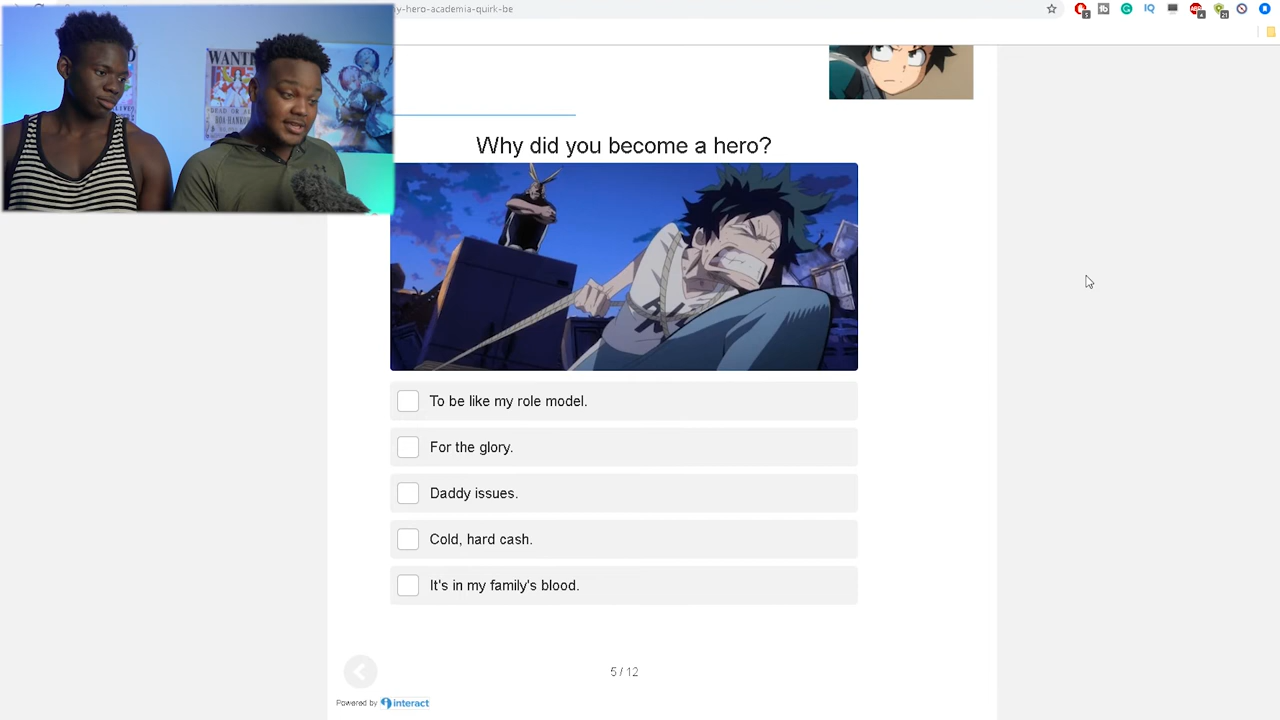 y-hero-academia-quirk-be
WANT
Why did you become a hero?
To be like my role model.
For the glory.
Daddy issues.
Cold, hard cash.
It's in my family's blood.
5 / 12
Powered by interact